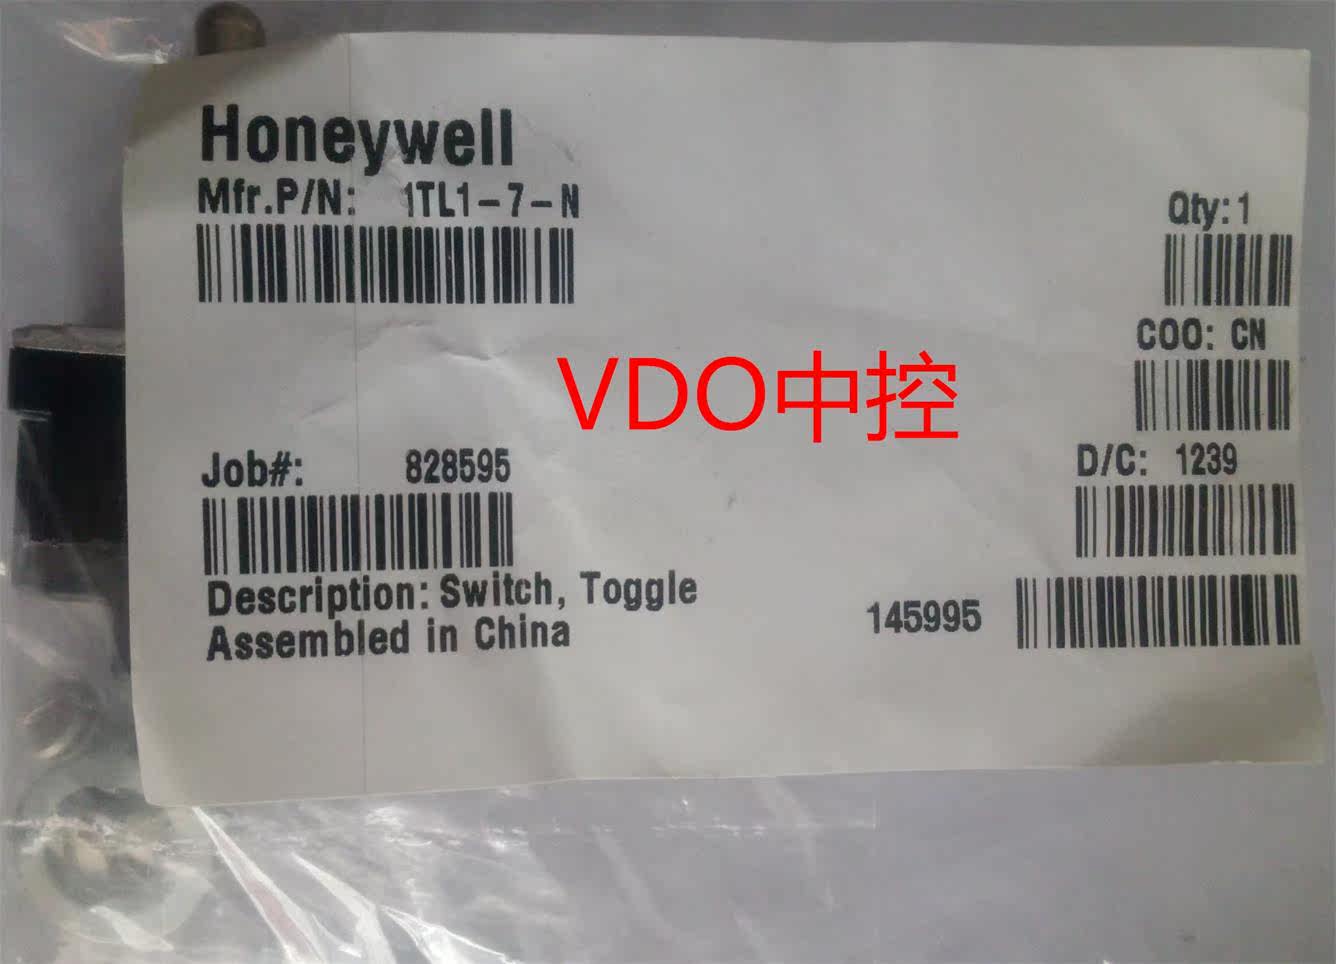 Honeywell
Mfr.P/N: 1TL1-7-N
Qty:1
COO: CN
VDO中控
Job#: 828595
D/C: 1239
Description: Switch, Toggle
145995
Assembled in China